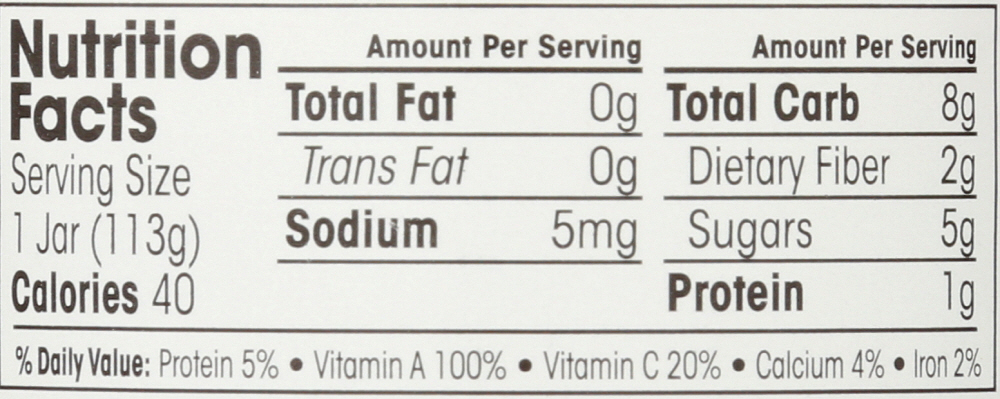 Nutrition
Facts
Serving Size
1 Jar (113g)
Calories 40
Amount Per Serving
Total Fat 0g
Trans Fat 0g
Sodium 5mg
Amount Per Serving
Total Carb 8g
Dietary Fiber 2g
Sugars 5g
Protein 1g
% Daily Value: Protein 5% • Vitamin A 100% • Vitamin C 20% • Calcium 4% • Iron 2%